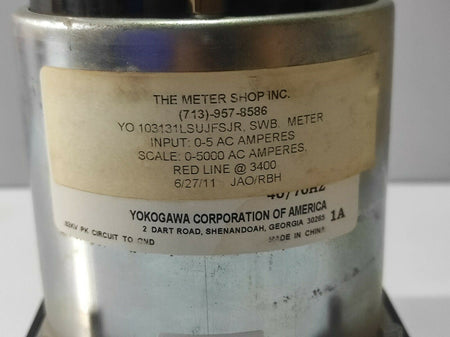 THE METER SHOP INC.
(713)-957-8586
YO 103131LSUJFSJR, SWB. METER
INPUT: 0-5 AC AMPERES
SCALE: 0-5000 AC AMPERES,
RED LINE @ 3400
6/27/11 JAO/RBH
40/70HZ
YOKOGAWA CORPORATION OF AMERICA
2 DART ROAD, SHENANDOAH, GEORGIA 30265 1A
PK CIRCUIT TO GND MADE IN CHINA